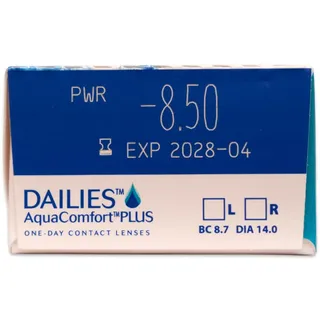 PWR -8.50
EXP 2028-04
DAILIES™
AquaComfort™PLUS
ONE-DAY CONTACT LENSES
L R
BC 8.7 DIA 14.0